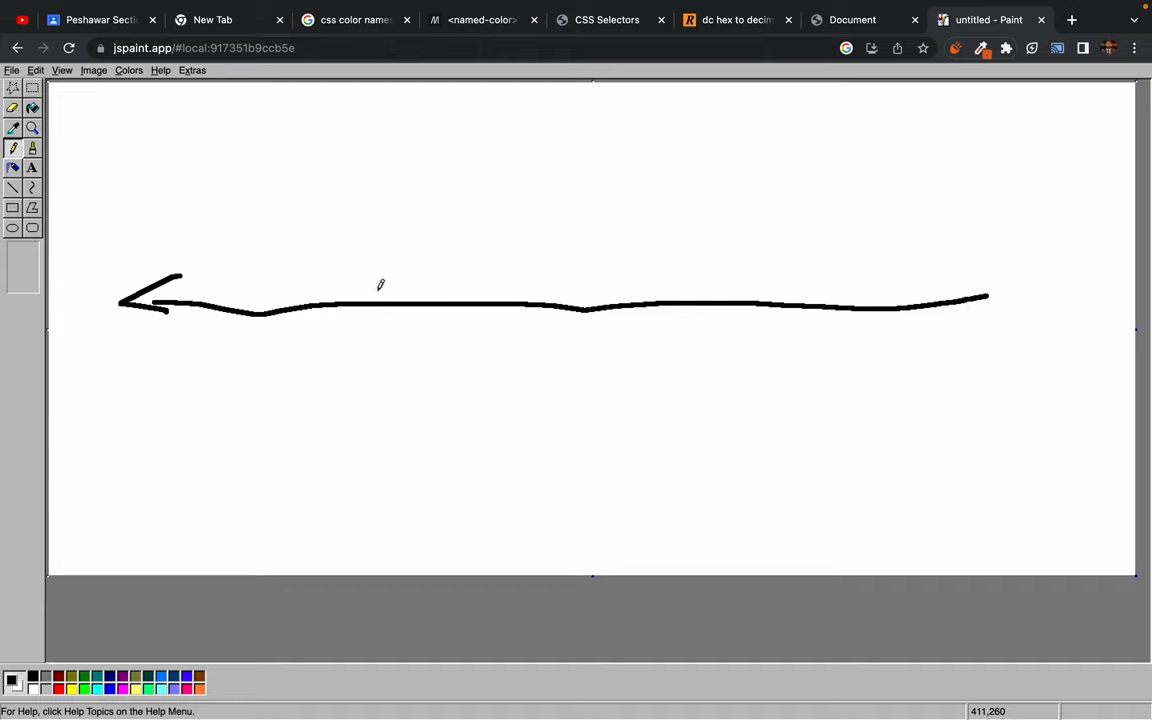 Peshawar Secti
New Tab
css color names
<named-color>
CSS Selectors
dc hex to decim
Document
untitled - Paint
jspaint.app/#local:917351b9ccb5e
File Edit View Image Colors Help Extras
A
For Help, click Help Topics on the Help Menu.
411,260